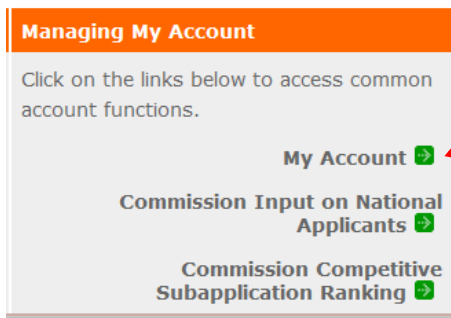 Managing My Account
Click on the links below to access common
account functions.
My Account
Commission Input on National
Applicants
Commission Competitive
Subapplication Ranking